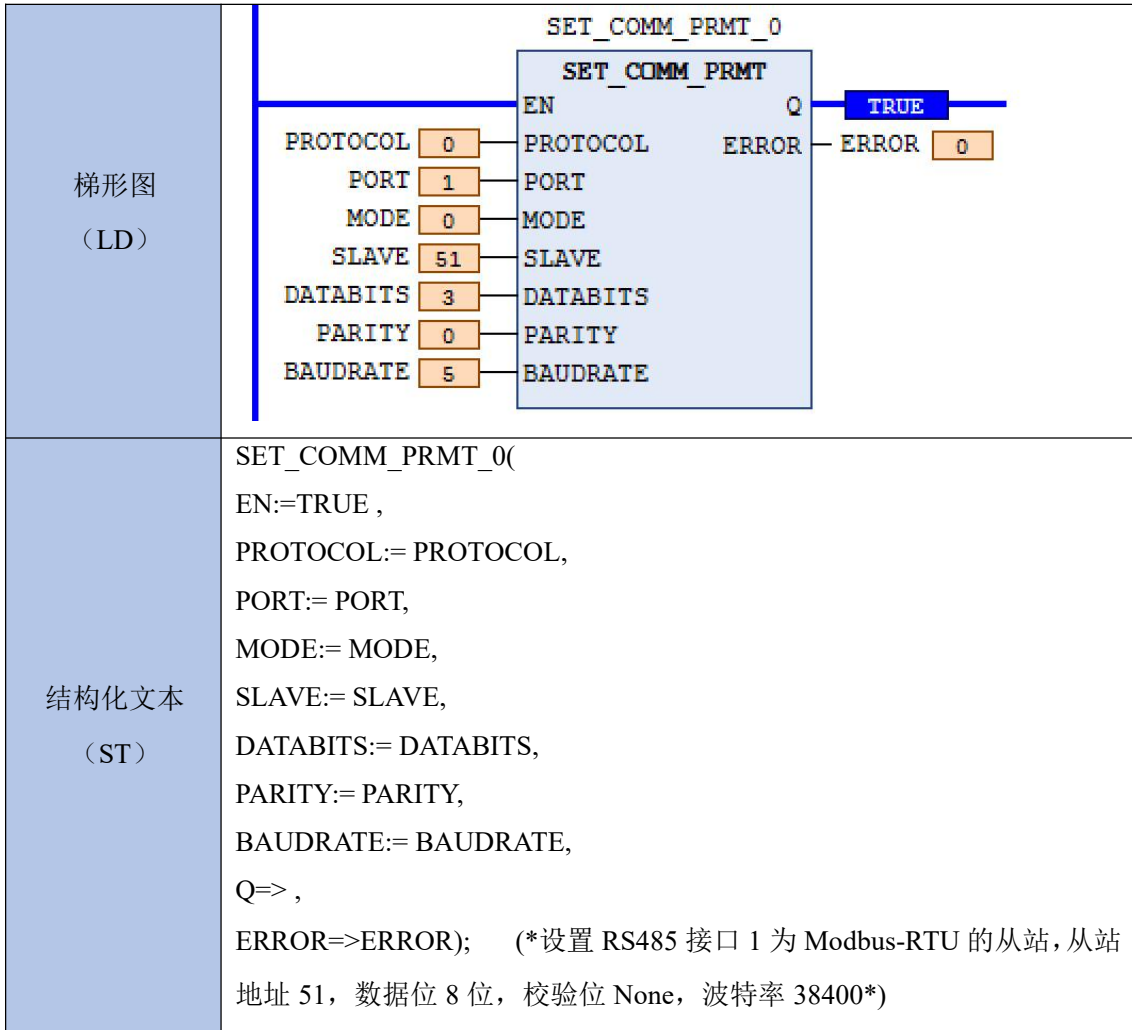 梯形图
（LD）
SET_COMM_PRMT_0
SET_COMM_PRMT
EN Q TRUE
PROTOCOL 0 PROTOCOL ERROR ERROR 0
PORT 1 PORT
MODE 0 MODE
SLAVE 51 SLAVE
DATABITS 3 DATABITS
PARITY 0 PARITY
BAUDRATE 5 BAUDRATE
结构化文本
（ST）
SET_COMM_PRMT_0(
EN:=TRUE ,
PROTOCOL:= PROTOCOL,
PORT:= PORT,
MODE:= MODE,
SLAVE:= SLAVE,
DATABITS:= DATABITS,
PARITY:= PARITY,
BAUDRATE:= BAUDRATE,
Q=> ,
ERROR=>ERROR); (*设置 RS485 接口 1 为 Modbus-RTU 的从站，从站
地址 51，数据位 8 位，校验位 None，波特率 38400*)